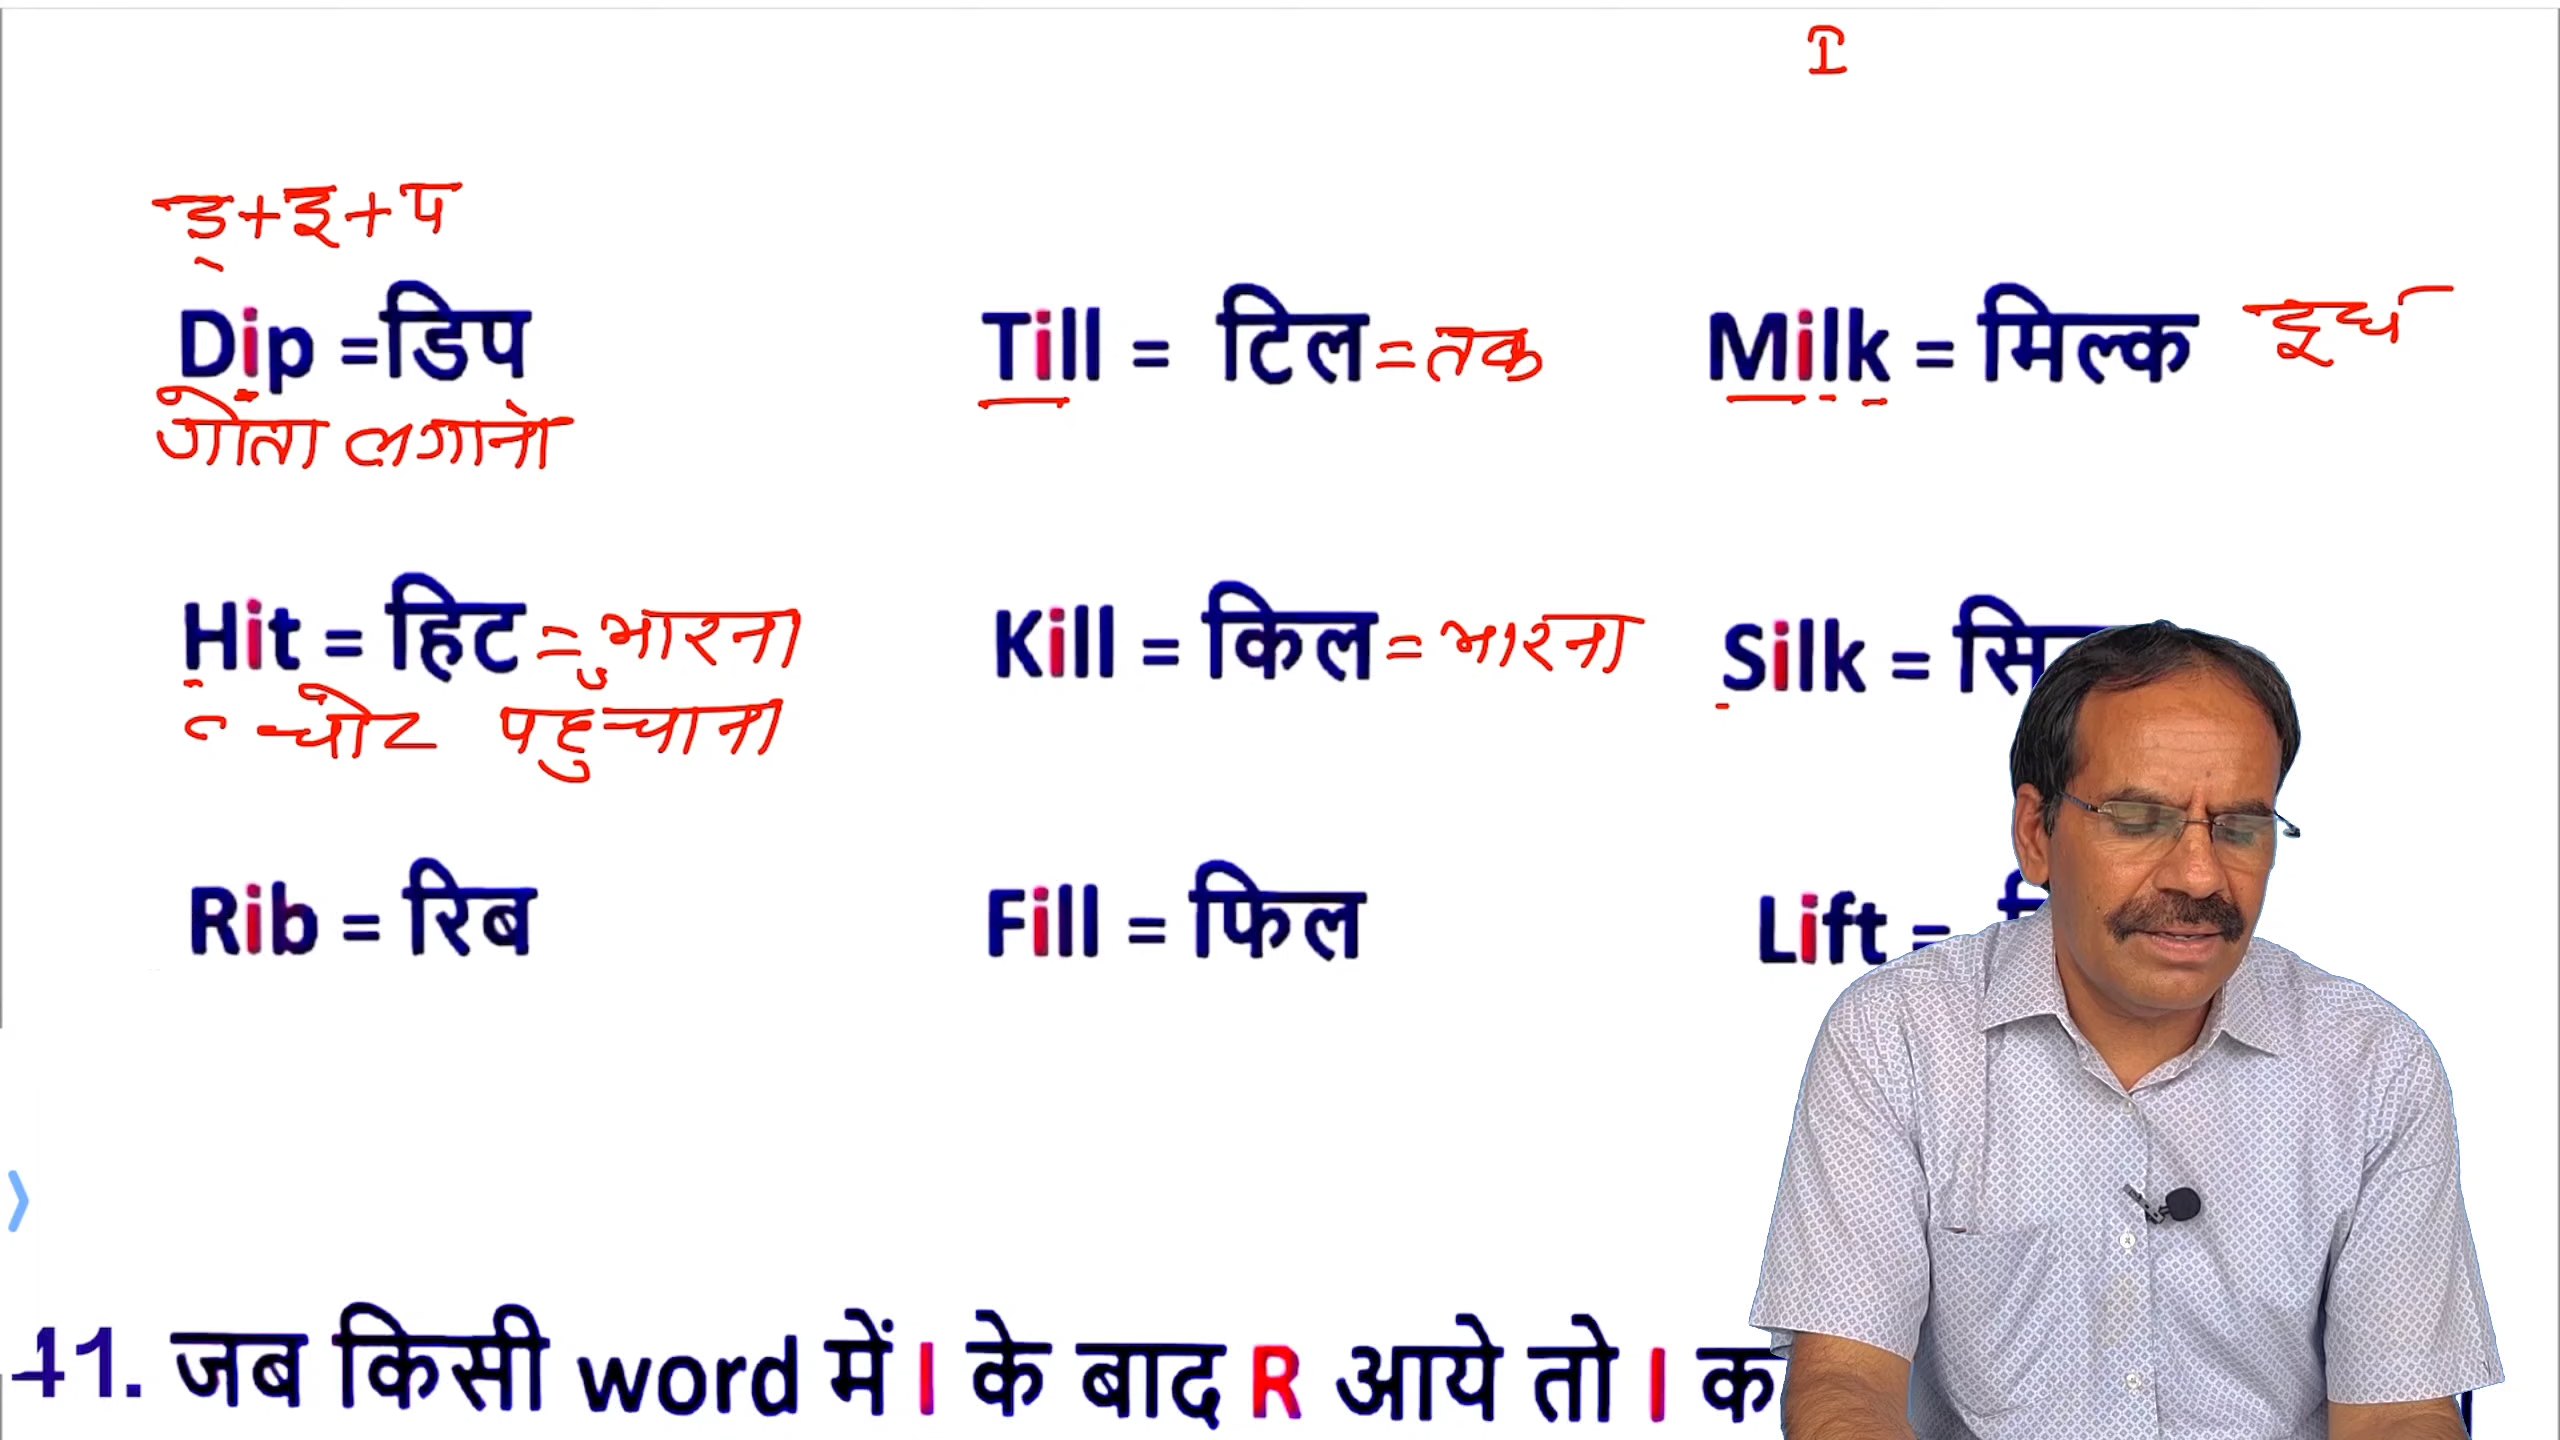 I
ड+इ+प
Dip =डिप
गोंता लगाना
Till = टिल = तक
Milk = मिल्क
Hit = हिट = मारना
चोट पहुचाना
Kill = किल = मारना
Silk =
Rib = रिब
Fill = फिल
Lift =
41. जब किसी word में I के बाद R आये तो I